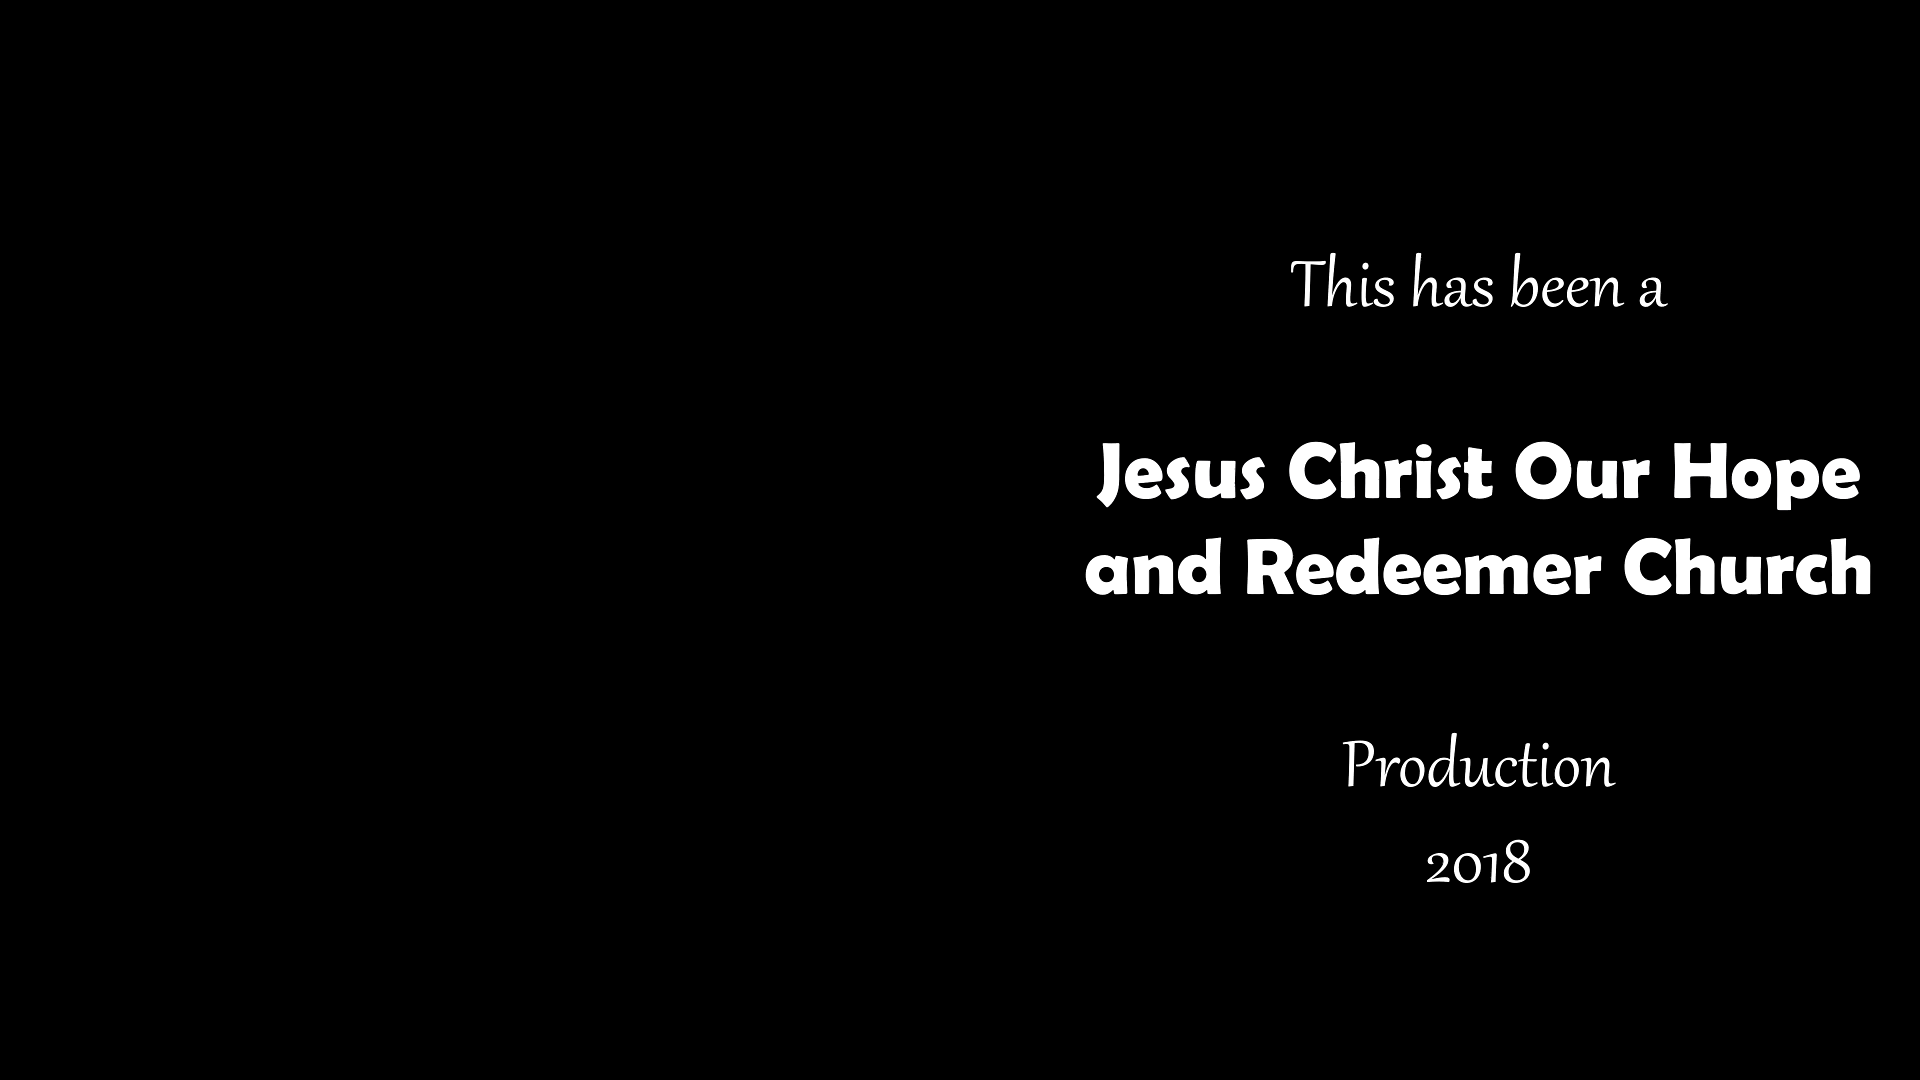 This has been a
Jesus Christ Our Hope
and Redeemer Church
Production
2018